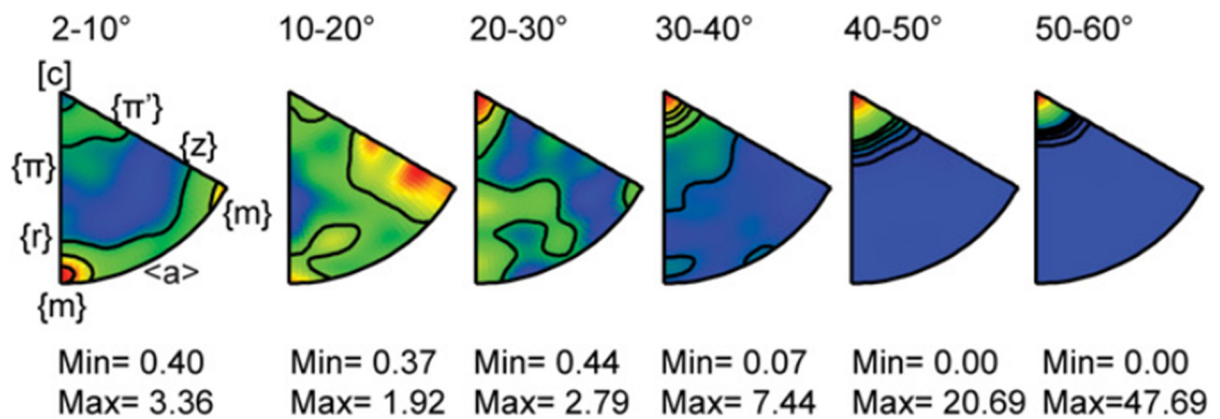 2-10° 10-20° 20-30° 30-40° 40-50° 50-60°
[c]
{π'}
{z}
{π}
{m}
{r}
<a>
{m}
Min= 0.40 Min= 0.37 Min= 0.44 Min= 0.07 Min= 0.00 Min= 0.00
Max= 3.36 Max= 1.92 Max= 2.79 Max= 7.44 Max= 20.69 Max= 47.69